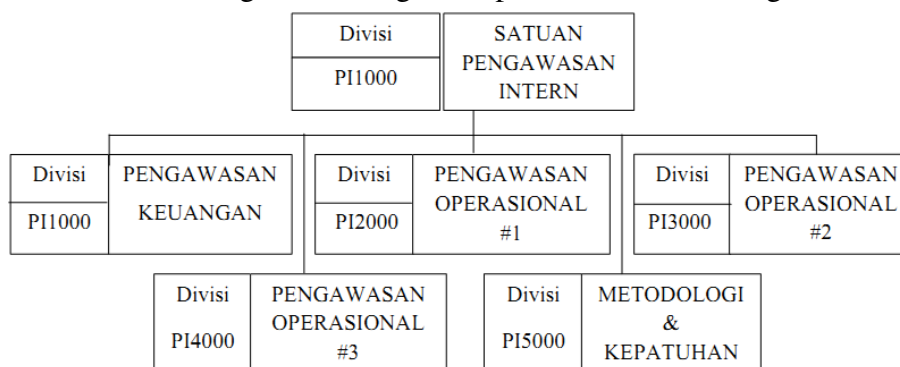 Divisi
PI1000
SATUAN
PENGAWASAN
INTERN
Divisi
PI1000
PENGAWASAN
KEUANGAN
Divisi
PI2000
PENGAWASAN
OPERASIONAL
#1
Divisi
PI3000
PENGAWASAN
OPERASIONAL
#2
Divisi
PI4000
PENGAWASAN
OPERASIONAL
#3
Divisi
PI5000
METODOLOGI
&
KEPATUHAN